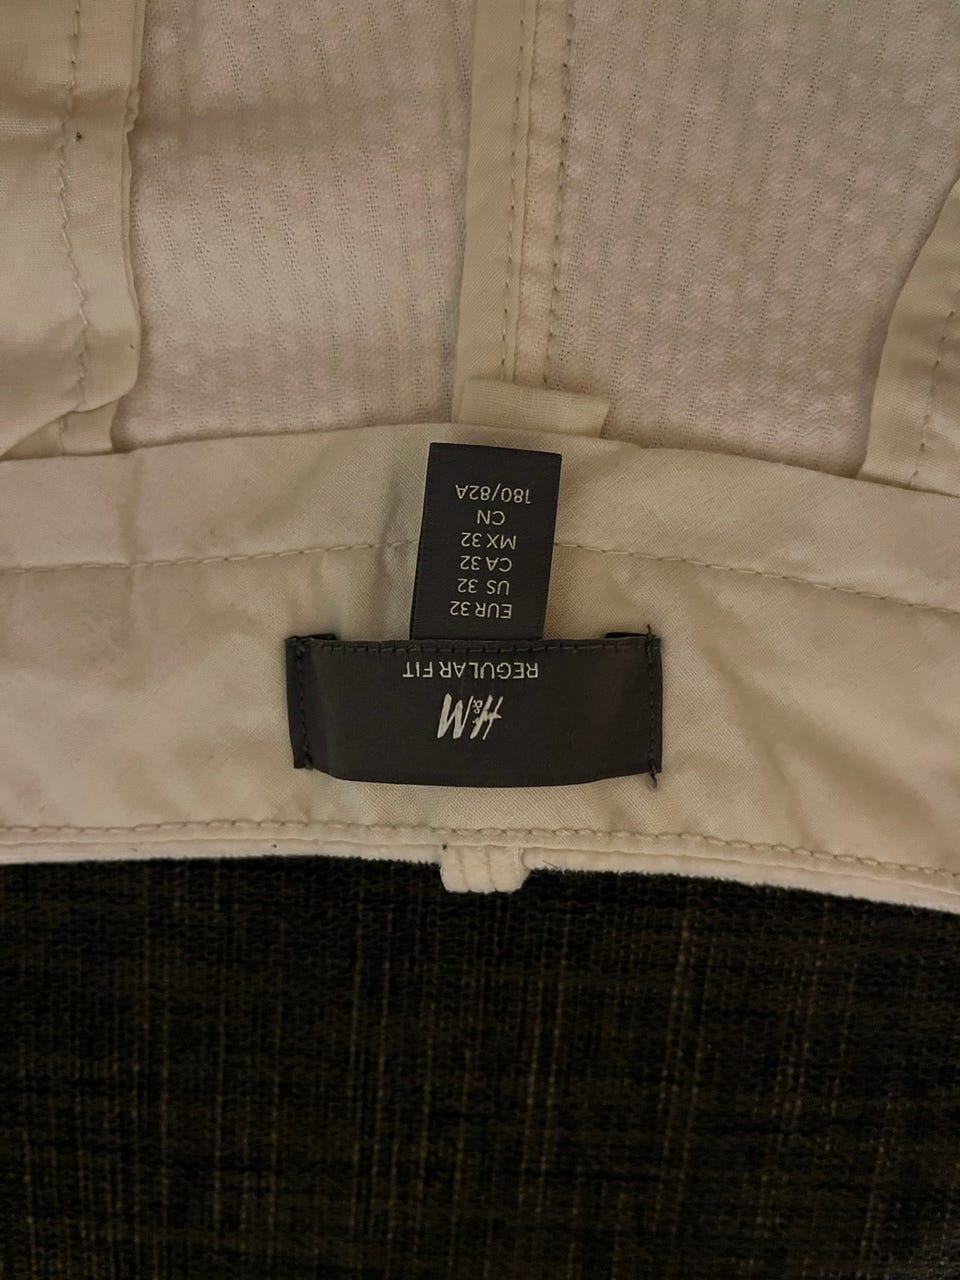 H&M
REGULAR FIT
EUR 32
US 32
CA 32
MX 32
CN
180/82A